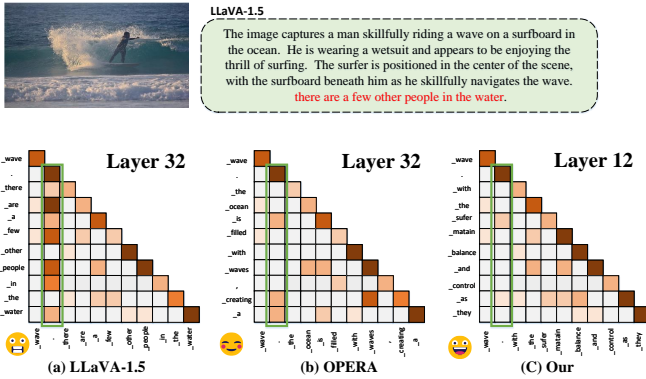 LLaVA-1.5
The image captures a man skillfully riding a wave on a surfboard in
the ocean. He is wearing a wetsuit and appears to be enjoying the
thrill of surfing. The surfer is positioned in the center of the scene,
with the surfboard beneath him as he skillfully navigates the wave.
there are a few other people in the water.
Layer 32
_wave
.
_there
_are
_a
_few
_other
_people
_in
_the
_water
_wave
.
_there
_are
_a
_few
_other
_people
_in
_the
_water
(a) LLaVA-1.5
Layer 32
_wave
.
_the
_ocean
_is
_filled
_with
_waves
,
_creating
_a
_wave
.
_the
_ocean
_is
_filled
_with
_waves
,
_creating
_a
(b) OPERA
Layer 12
_wave
.
_with
_the
_sufer
_matain
_balance
_and
_control
_as
_they
_wave
.
_with
_the
_sufer
_matain
_balance
_and
_control
_as
_they
(C) Our